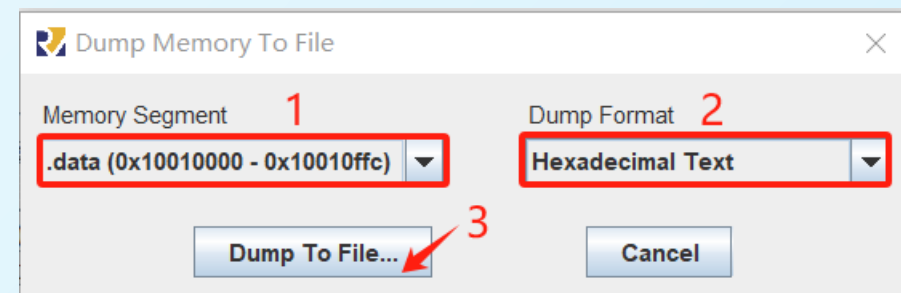 Dump Memory To File
Memory Segment 1 Dump Format 2
.data (0x10010000 - 0x10010ffc) Hexadecimal Text
3
Dump To File... Cancel